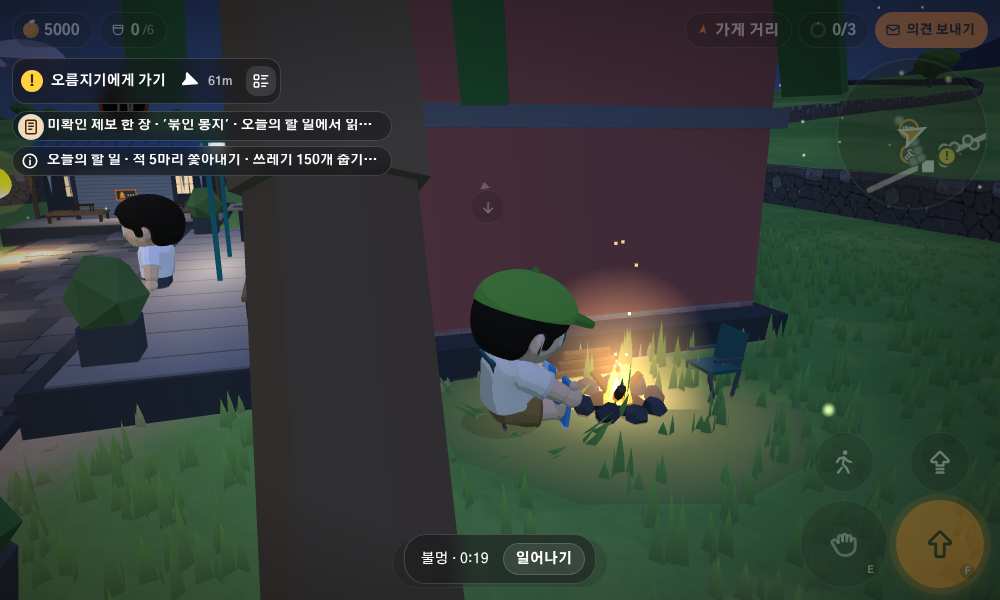 5000
0/6
가게 거리
0/3
의견 보내기
! 오름지기에게 가기 61m
미확인 제보 한 장 · '묶인 몽지' · 오늘의 할 일에서 읽…
오늘의 할 일 · 적 5마리 쫓아내기 · 쓰레기 150개 줍기…
!
불멍 · 0:19 일어나기
E
F